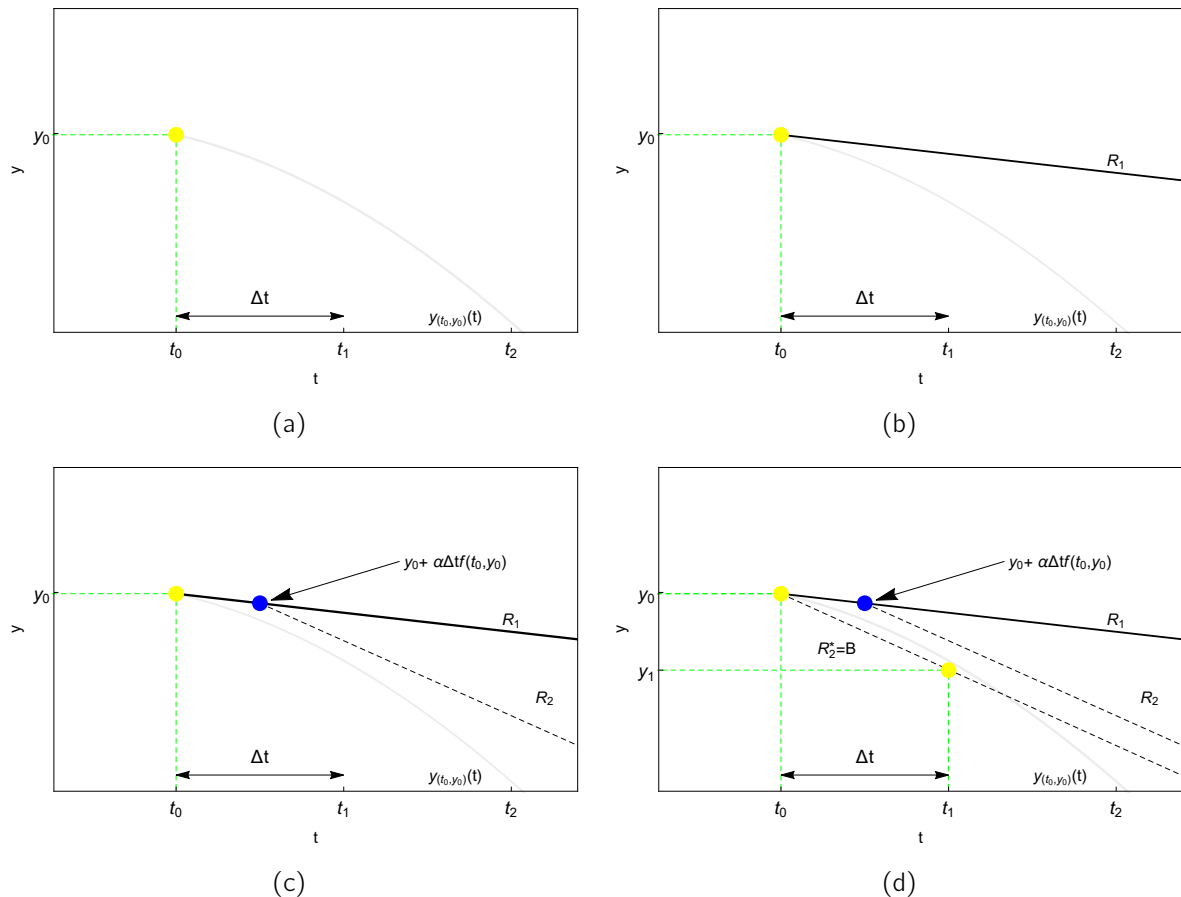 y₀
y
Δt
y₍t₀,y₀₎(t)
t₀ t₁ t₂
t
(a)
y₀
y
R₁
Δt
y₍t₀,y₀₎(t)
t₀ t₁ t₂
t
(b)
y₀+ αΔtf(t₀,y₀)
y₀
y
R₁
R₂
Δt
y₍t₀,y₀₎(t)
t₀ t₁ t₂
t
(c)
y₀+ αΔtf(t₀,y₀)
y₀
y
R₁
R₂*=B
y₁
R₂
Δt
y₍t₀,y₀₎(t)
t₀ t₁ t₂
t
(d)